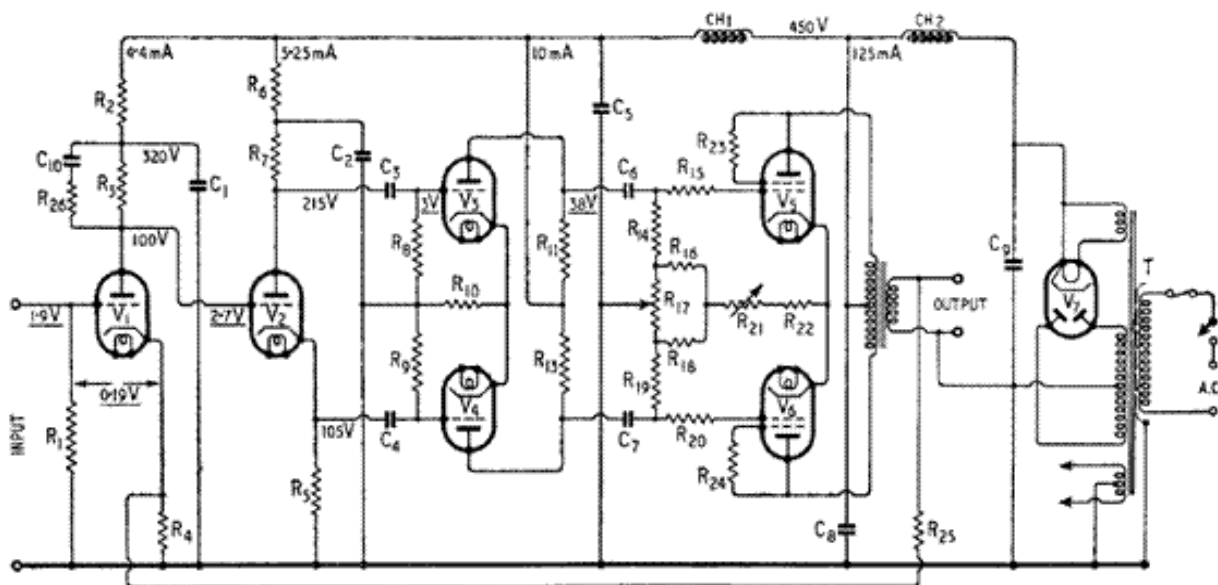 CH1
450V
CH2
4·4mA
5·25mA
10mA
125mA
R2
R6
C5
C10
320V
R3
R7
C2
C3
C6
R15
R23
R26
C1
215V
3V
V3
38V
V5
100V
R8
R11
R14
R16
C9
T
V1
V2
R10
R17
R21
R22
OUTPUT
V7
1·9V
2·7V
R9
R13
R18
A.C
0·19V
V4
R19
V6
R1
105V
C4
C7
R20
INPUT
R5
R24
R4
C8
R25